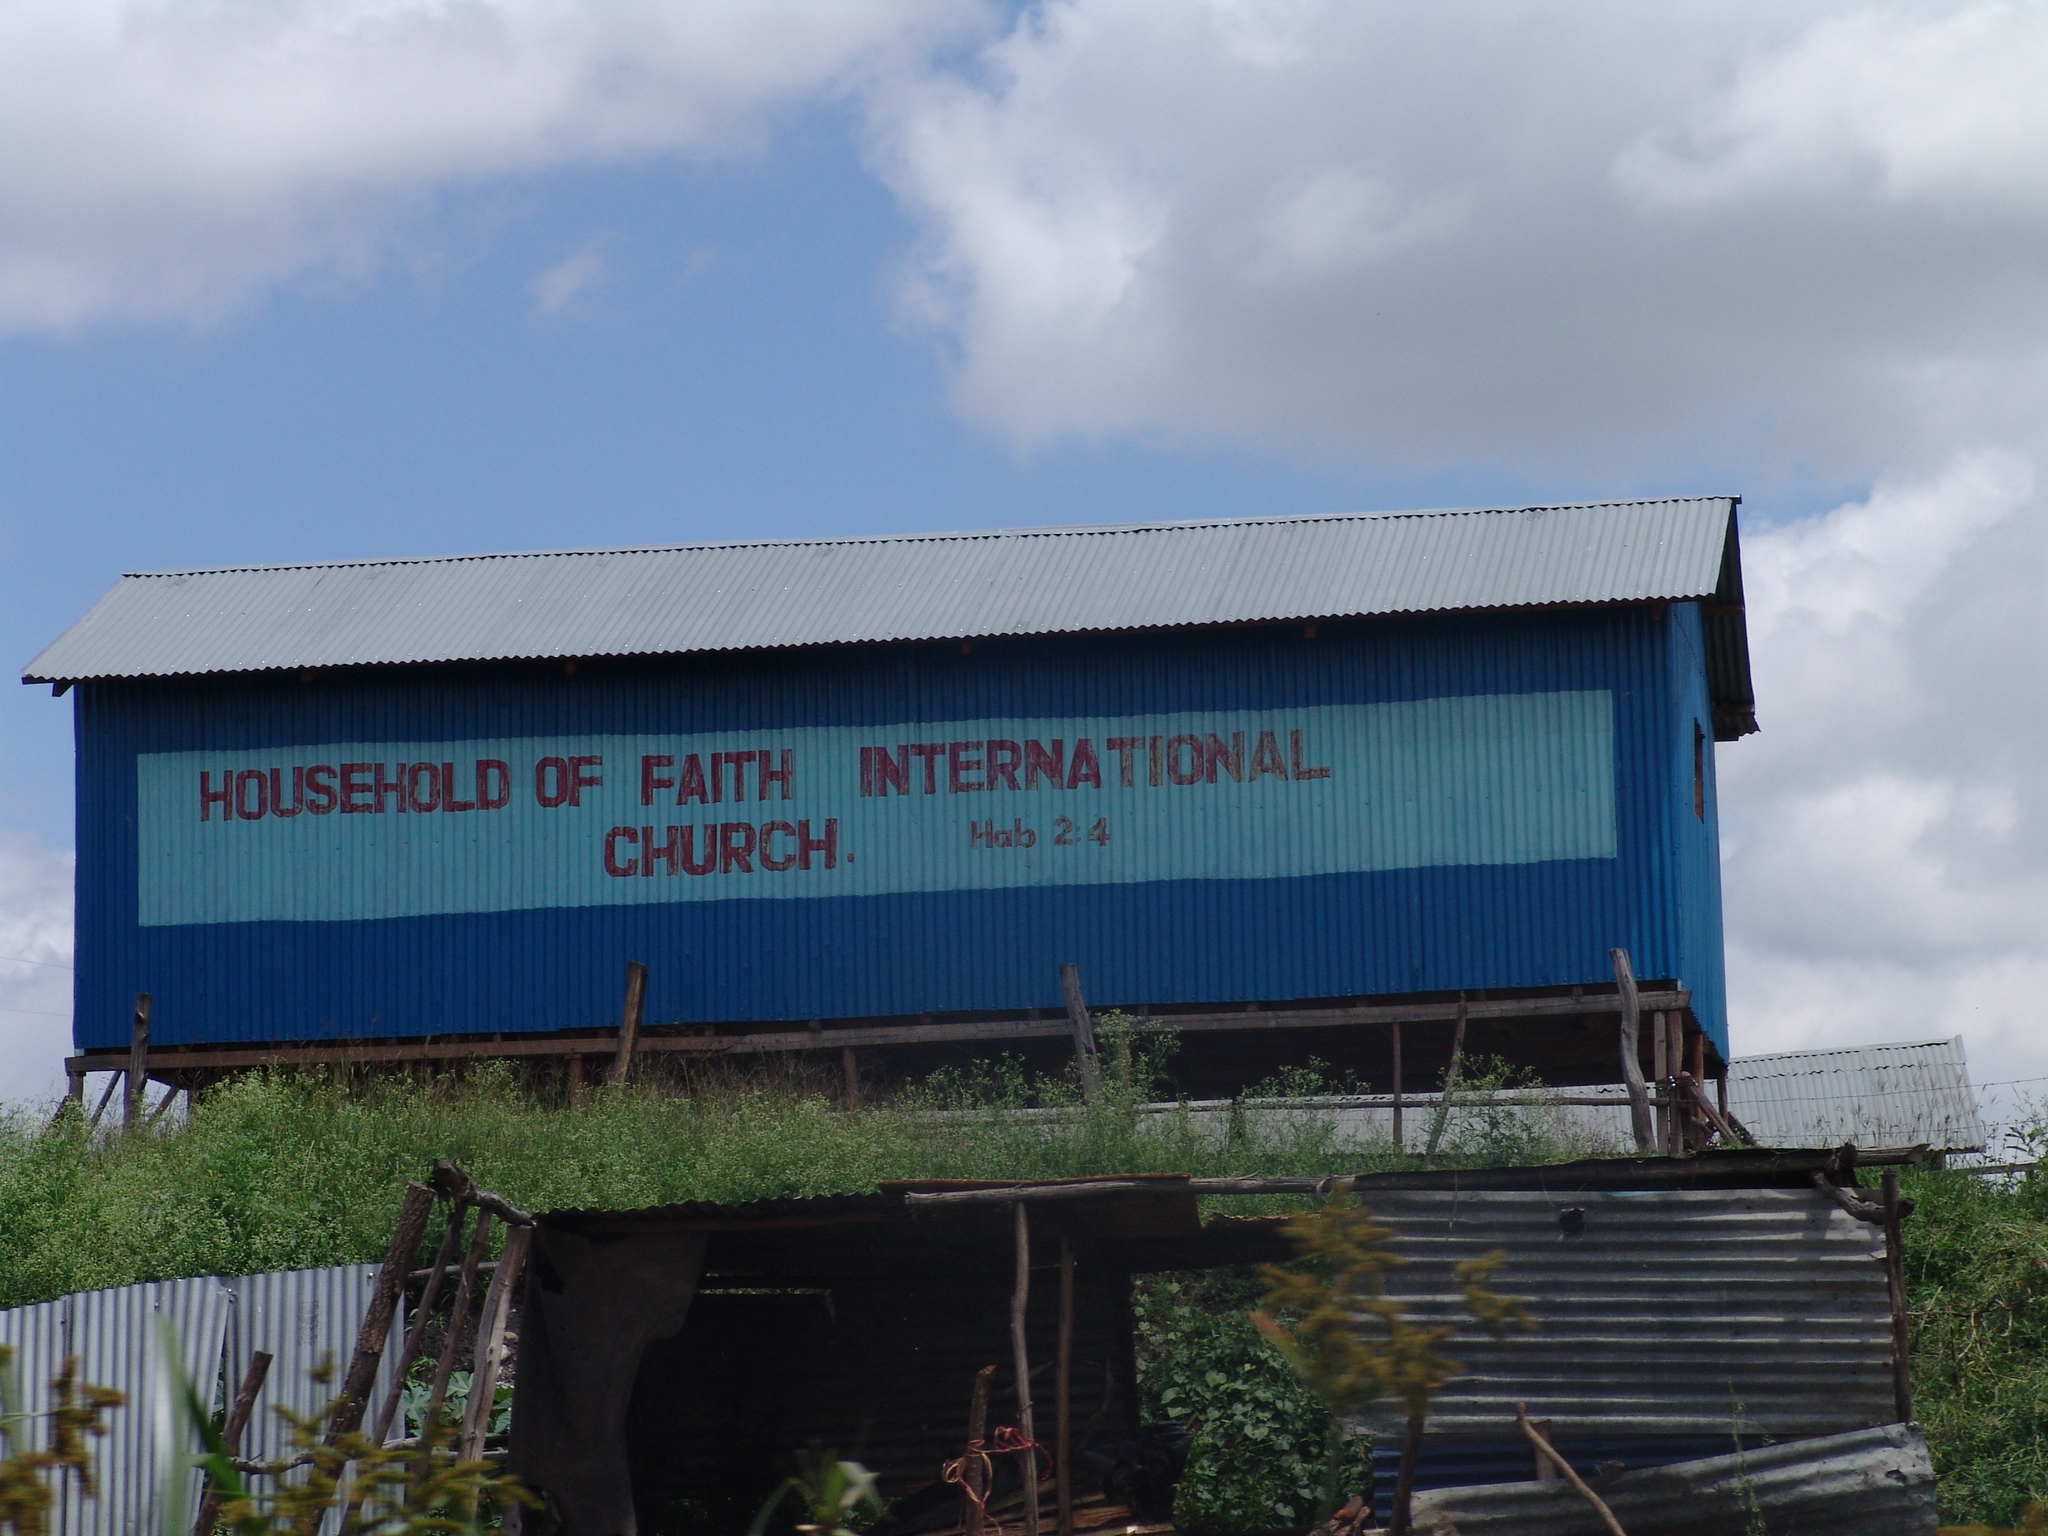 HOUSEHOLD OF FAITH INTERNATIONAL
CHURCH. Hab 2:4